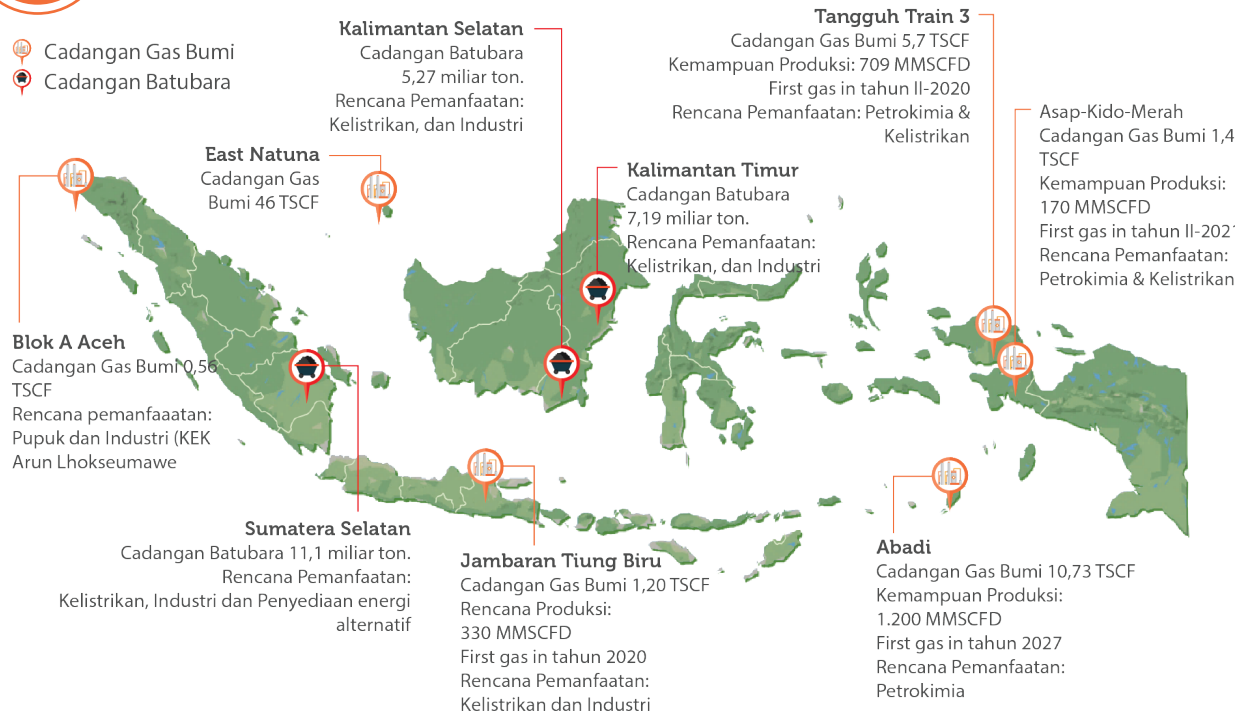 Cadangan Gas Bumi
Cadangan Batubara
Kalimantan Selatan
Cadangan Batubara
5,27 miliar ton.
Rencana Pemanfaatan:
Kelistrikan, dan Industri
Tangguh Train 3
Cadangan Gas Bumi 5,7 TSCF
Kemampuan Produksi: 709 MMSCFD
First gas in tahun II-2020
Rencana Pemanfaatan: Petrokimia &
Kelistrikan
Asap-Kido-Merah
Cadangan Gas Bumi 1,4
TSCF
Kemampuan Produksi:
170 MMSCFD
First gas in tahun II-2021
Rencana Pemanfaatan:
Petrokimia & Kelistrikan
East Natuna
Cadangan Gas
Bumi 46 TSCF
Kalimantan Timur
Cadangan Batubara
7,19 miliar ton.
Rencana Pemanfaatan:
Kelistrikan, dan Industri
Blok A Aceh
Cadangan Gas Bumi 0,56
TSCF
Rencana pemanfaaatan:
Pupuk dan Industri (KEK
Arun Lhokseumawe
Sumatera Selatan
Cadangan Batubara 11,1 miliar ton.
Rencana Pemanfaatan:
Kelistrikan, Industri dan Penyediaan energi
alternatif
Jambaran Tiung Biru
Cadangan Gas Bumi 1,20 TSCF
Rencana Produksi:
330 MMSCFD
First gas in tahun 2020
Rencana Pemanfaatan:
Kelistrikan dan Industri
Abadi
Cadangan Gas Bumi 10,73 TSCF
Kemampuan Produksi:
1.200 MMSCFD
First gas in tahun 2027
Rencana Pemanfaatan:
Petrokimia